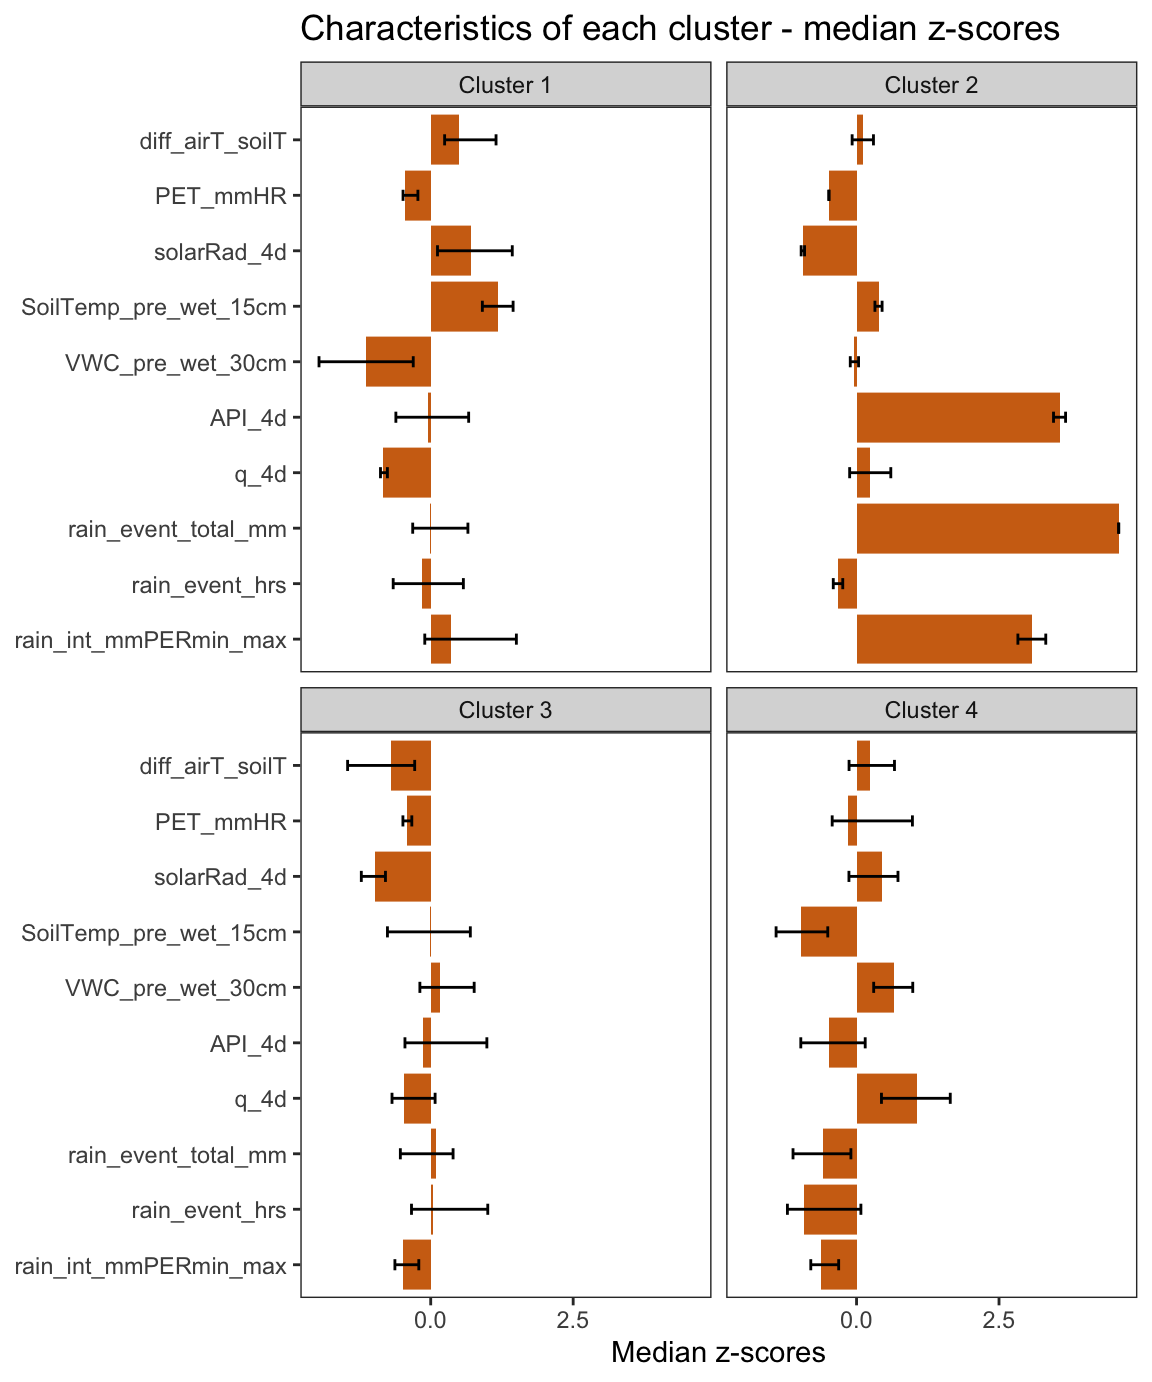 Characteristics of each cluster - median z-scores
Cluster 1
Cluster 2
diff_airT_soilT
PET_mmHR
solarRad_4d
SoilTemp_pre_wet_15cm
VWC_pre_wet_30cm
API_4d
q_4d
rain_event_total_mm
rain_event_hrs
rain_int_mmPERmin_max
Cluster 3
Cluster 4
diff_airT_soilT
PET_mmHR
solarRad_4d
SoilTemp_pre_wet_15cm
VWC_pre_wet_30cm
API_4d
q_4d
rain_event_total_mm
rain_event_hrs
rain_int_mmPERmin_max
0.0 2.5 0.0 2.5
Median z-scores